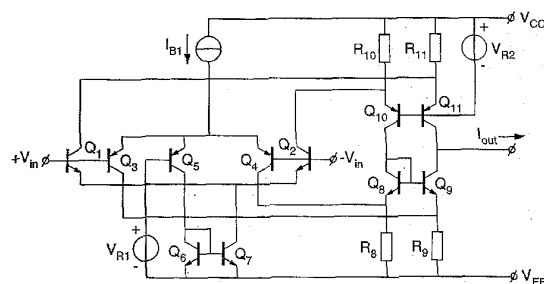 V_CC
I_B1
R_10
R_11
V_R2
+
-
Q_10
Q_11
I_out
+V_in
Q_1
Q_3
Q_5
Q_4
Q_2
-V_in
Q_8
Q_9
+
V_R1
-
Q_6
Q_7
R_8
R_9
V_EE